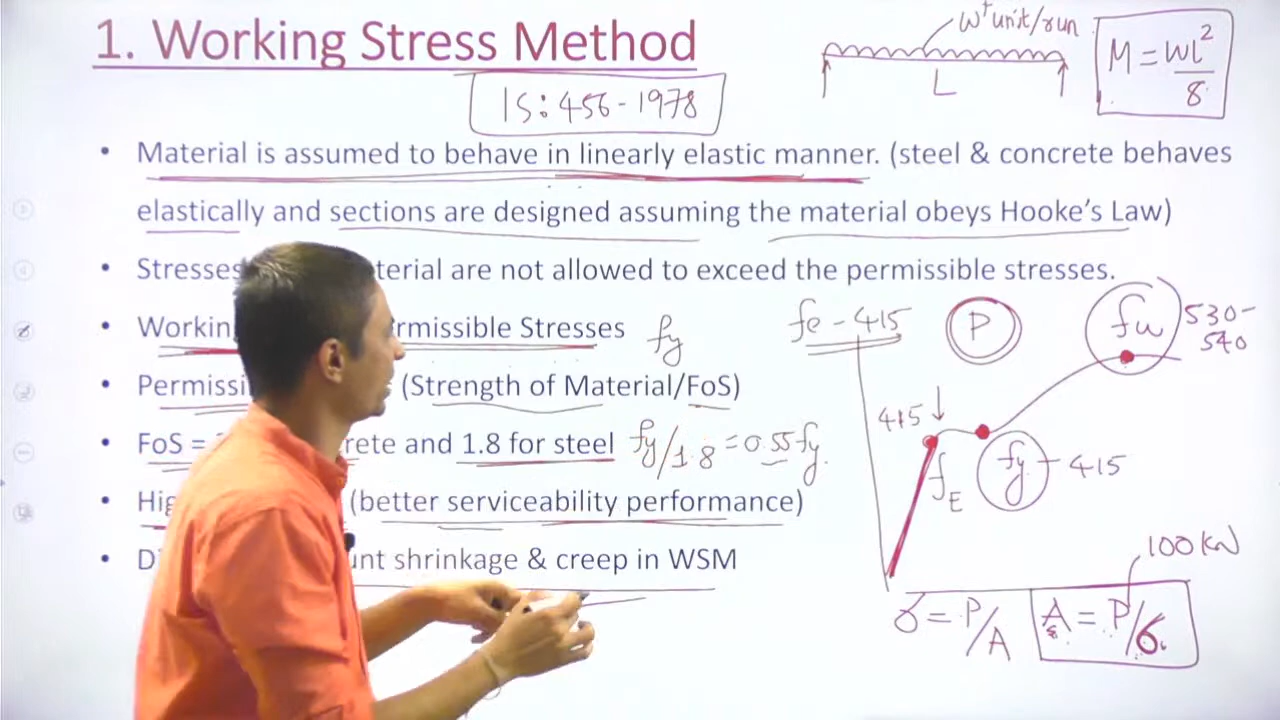 1. Working Stress Method
IS: 456-1978
wt unit/run
L
M = wl²/8
• Material is assumed to behave in linearly elastic manner. (steel & concrete behaves
elastically and sections are designed assuming the material obeys Hooke's Law)
• Stresses terial are not allowed to exceed the permissible stresses.
• Workin rmissible Stresses fy
• Permissi (Strength of Material/FoS)
• FoS = crete and 1.8 for steel fy/1.8 = 0.55fy
• Hig (better serviceability performance)
• D unt shrinkage & creep in WSM
fe - 415
P
fu
530-
540
415
fE
fy - 415
100 kN
σ = P/A
A = P/σ